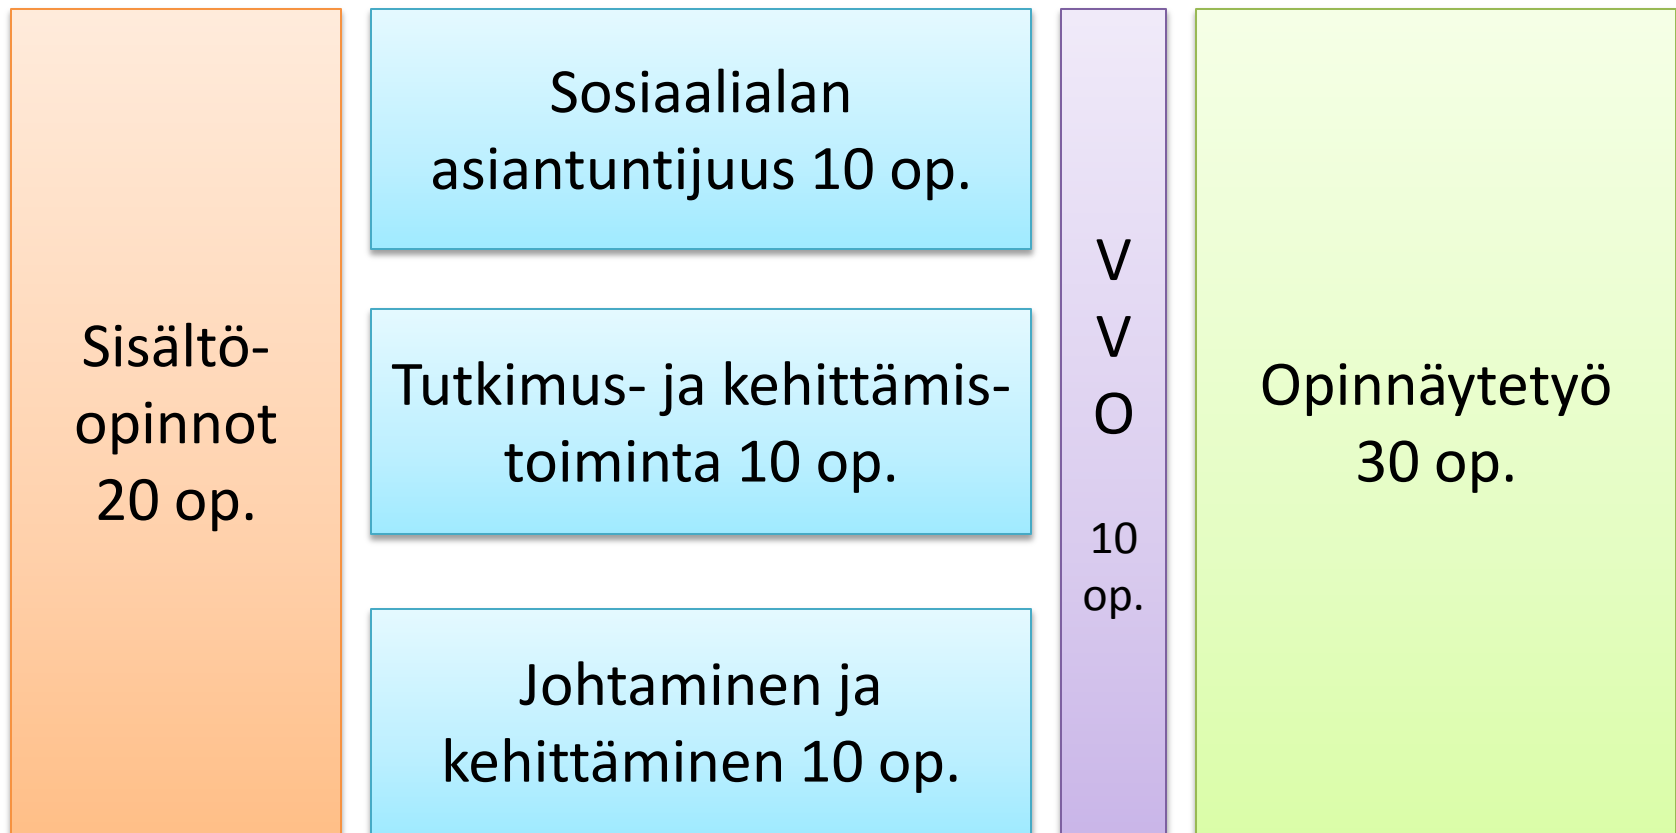 Sisältö-
opinnot
20 op.
Sosiaalialan
asiantuntijuus 10 op.
Tutkimus- ja kehittämis-
toiminta 10 op.
Johtaminen ja
kehittäminen 10 op.
V
V
O
10
op.
Opinnäytetyö
30 op.